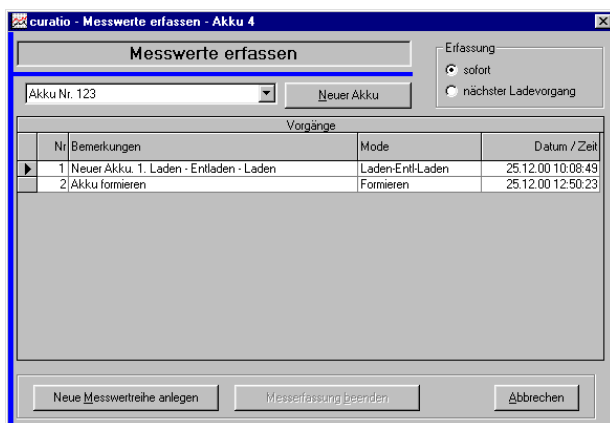 curatio - Messwerte erfassen - Akku 4
Messwerte erfassen
Erfassung
sofort
nächster Ladevorgang
Akku Nr. 123
Neuer Akku
Vorgänge
Nr Bemerkungen Mode Datum / Zeit
1 Neuer Akku. 1. Laden - Entladen - Laden Laden-Entl-Laden 25.12.00 10:08:49
2 Akku formieren Formieren 25.12.00 12:50:23
Neue Messwertreihe anlegen Messerfassung beenden Abbrechen